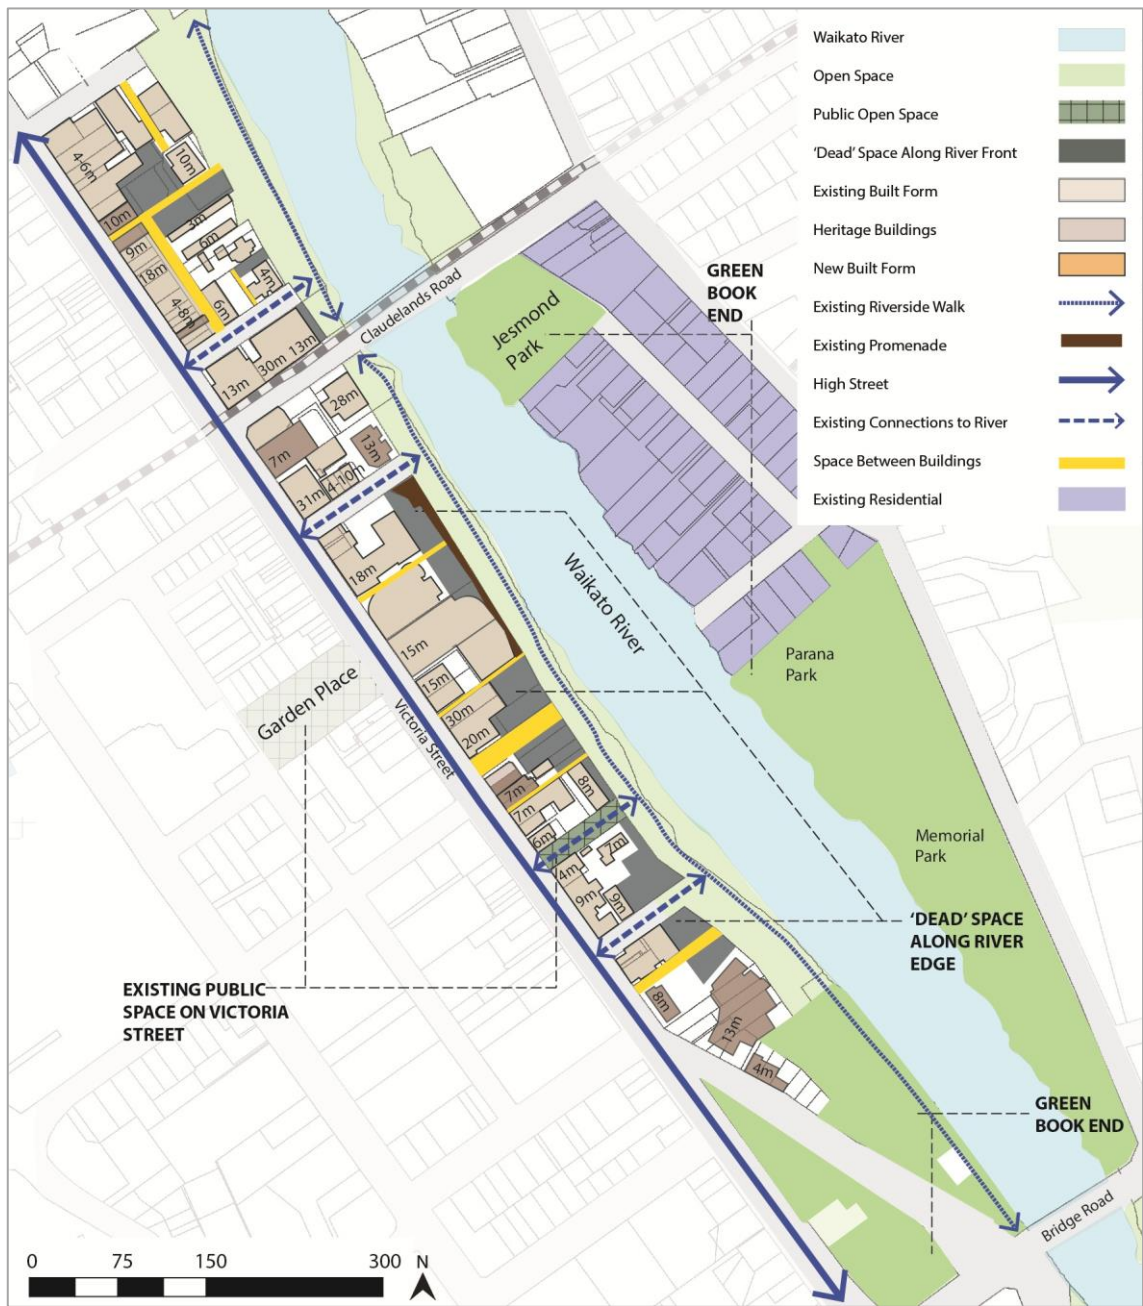 Waikato River
Open Space
Public Open Space
'Dead' Space Along River Front
Existing Built Form
Heritage Buildings
New Built Form
Existing Riverside Walk
Existing Promenade
High Street
Existing Connections to River
Space Between Buildings
Existing Residential
4-6m
10m
10m
3m
9m
6m
18m
4m
6m
4-8m
13m
30m
13m
Claudelands Road
Jesmond
Park
GREEN
BOOK
END
28m
7m
13m
31m
4-10m
18m
Waikato River
15m
15m
30m
20m
Garden Place
Victoria Street
Parana
Park
7m
8m
7m
6m
7m
4m
9m
9m
Memorial
Park
'DEAD' SPACE
ALONG RIVER
EDGE
EXISTING PUBLIC
SPACE ON VICTORIA
STREET
8m
13m
4m
GREEN
BOOK END
Bridge Road
0 75 150 300 N